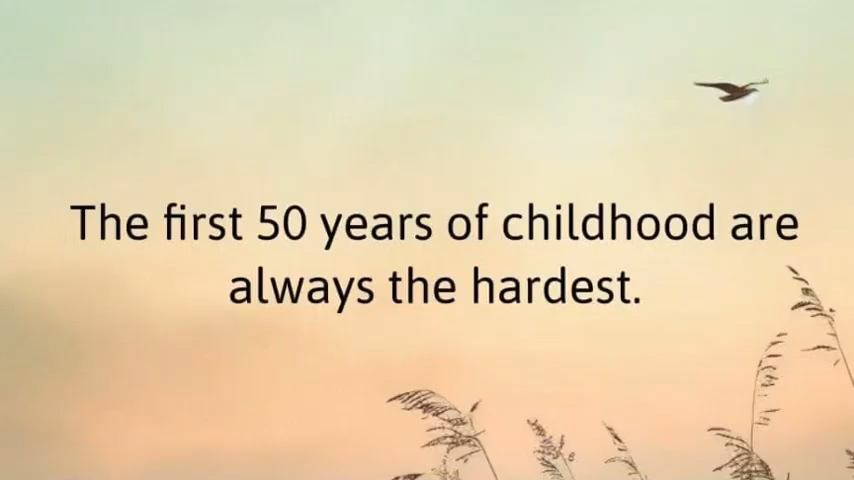 The first 50 years of childhood are
always the hardest.